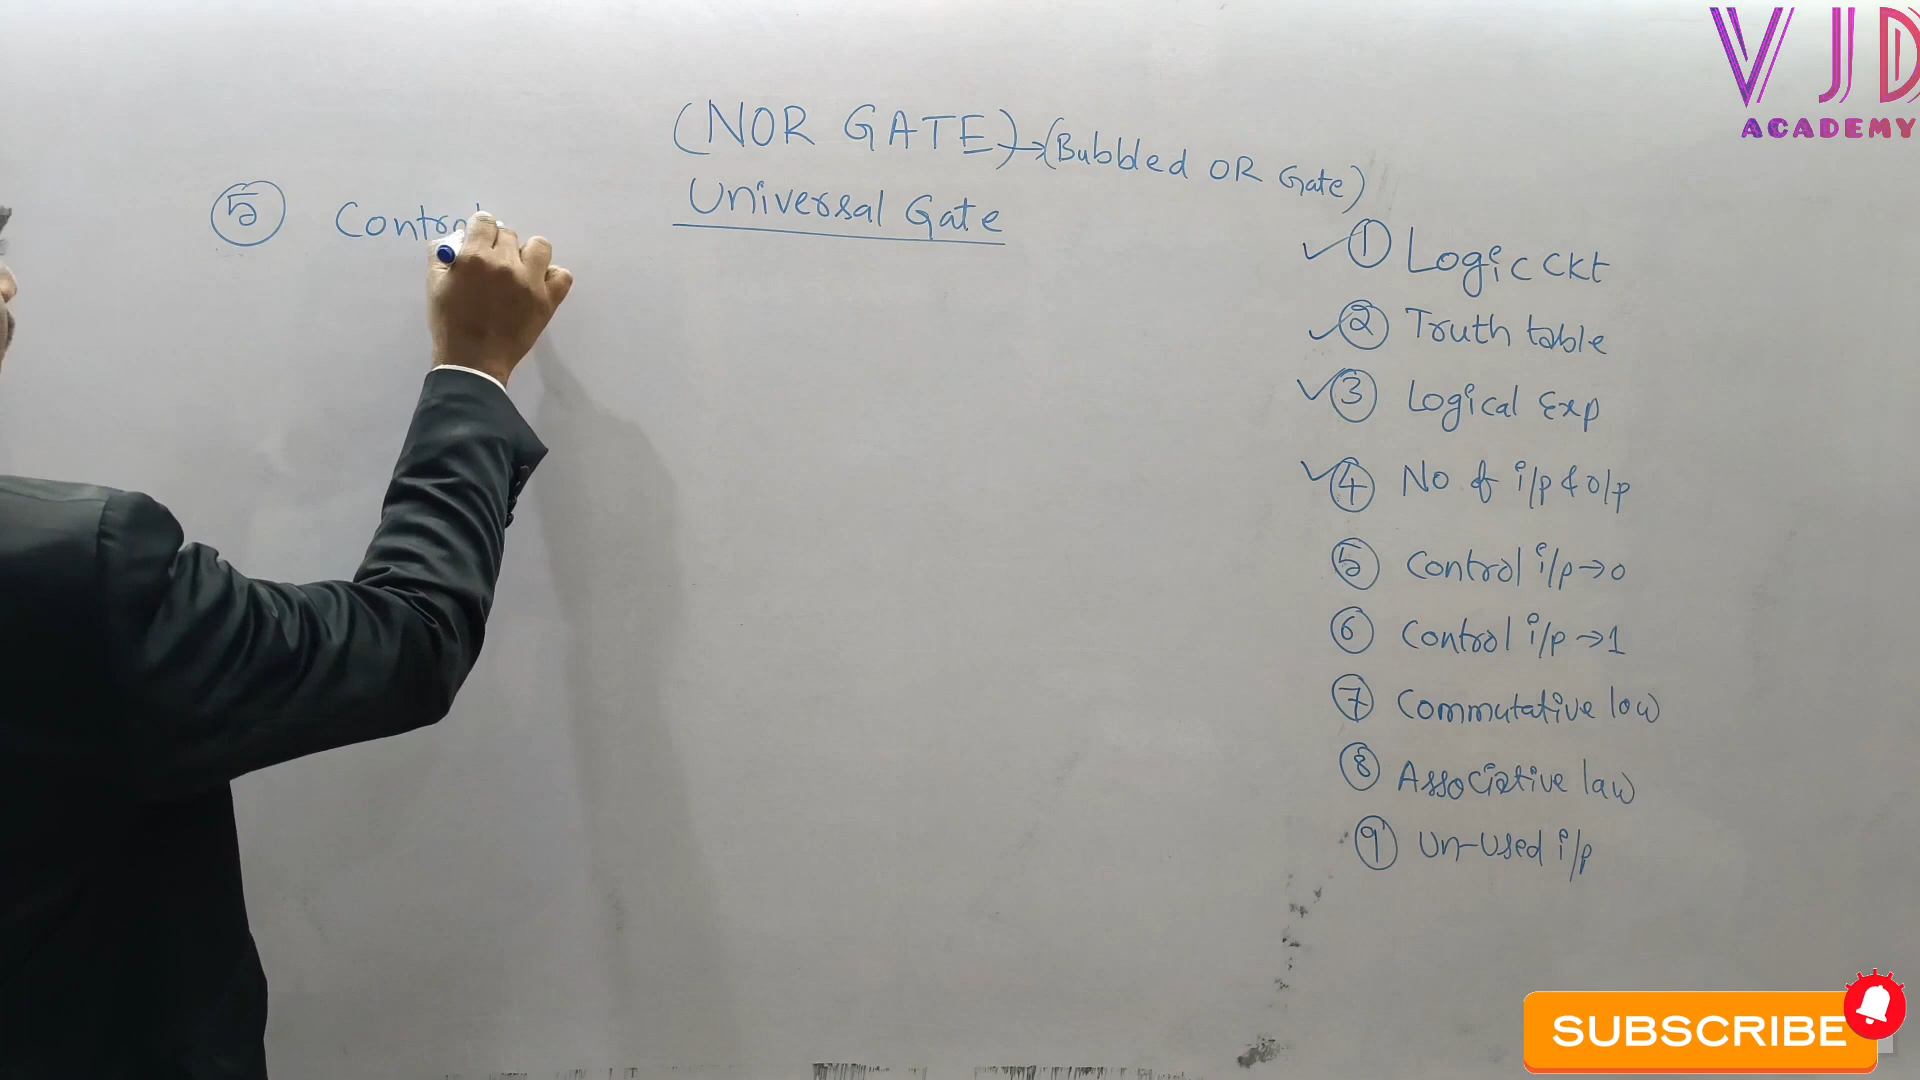 VJD
ACADEMY
(NOR GATE)→(Bubbled OR Gate)
Universal Gate
5 Control
✓1 Logic Ckt
✓2 Truth table
✓3 Logical Exp
✓4 No of i/p & o/p
5 Control i/p→0
6 Control i/p→1
7 Commutative law
8 Associative law
9 Un-Used i/p
SUBSCRIBE